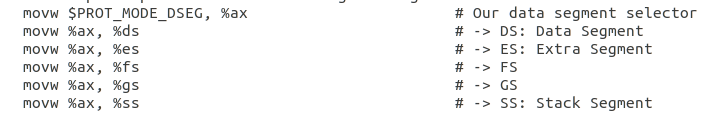 movw $PROT_MODE_DSEG, %ax # Our data segment selector
movw %ax, %ds # -> DS: Data Segment
movw %ax, %es # -> ES: Extra Segment
movw %ax, %fs # -> FS
movw %ax, %gs # -> GS
movw %ax, %ss # -> SS: Stack Segment